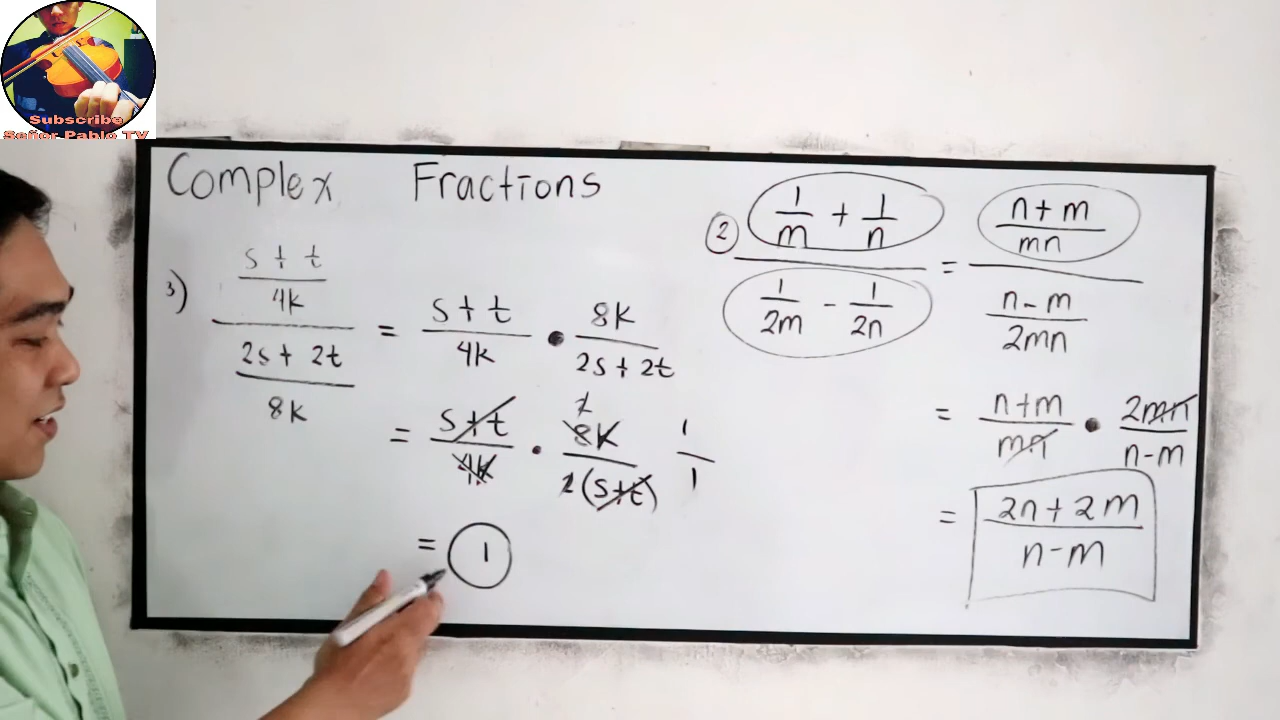 Subscribe
Señor Pablo TV
Complex Fractions
3)
s + t
4k
2s + 2t
8k
= s + t / 4k • 8k / 2s + 2t
= s+t / 4k • 8k / 2(s+t) 1 / 1
= 1
2
1/m + 1/n
1/2m - 1/2n
= n + m / mn
n - m / 2mn
= n+m / mn • 2mn / n-m
= 2n + 2m / n - m